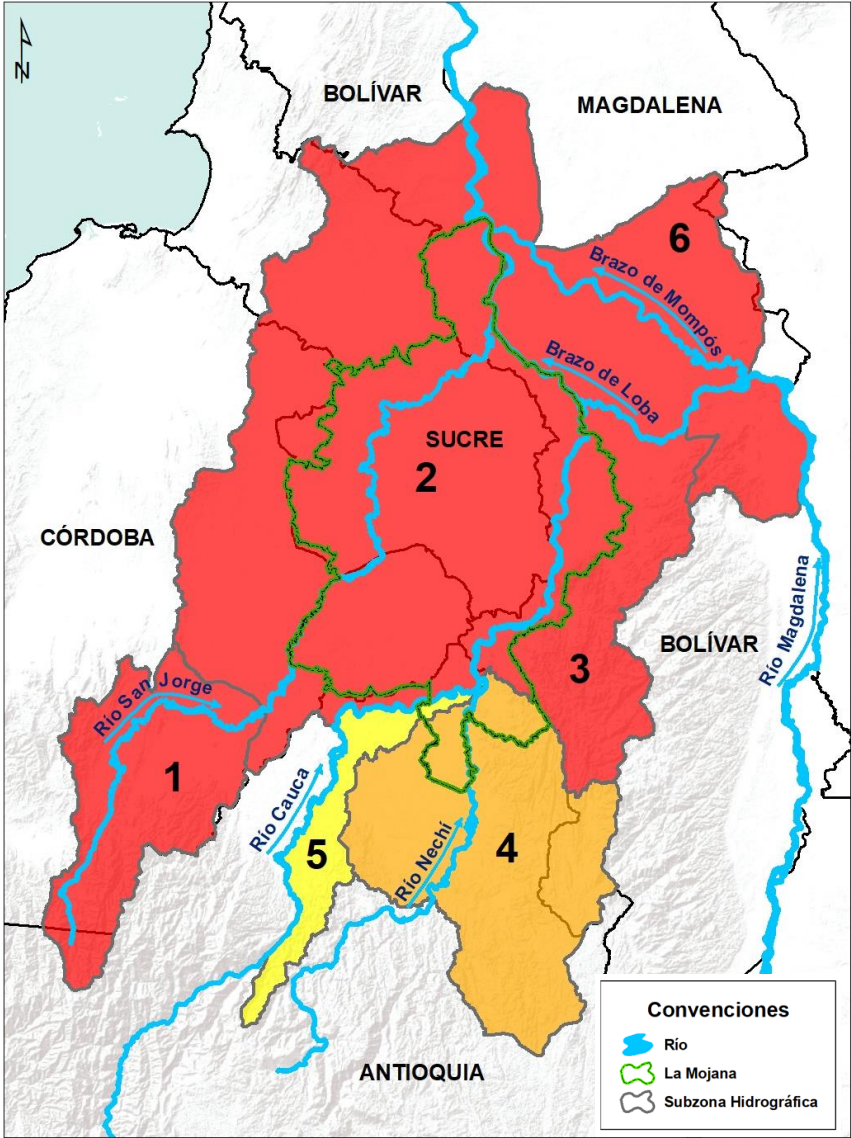 N
BOLÍVAR
MAGDALENA
6
Brazo de Mompós
Brazo de Loba
SUCRE
2
CÓRDOBA
BOLÍVAR
Río Magdalena
3
Río San Jorge
1
Río Cauca
5
Río Nechí
4
ANTIOQUIA
Convenciones
Río
La Mojana
Subzona Hidrográfica